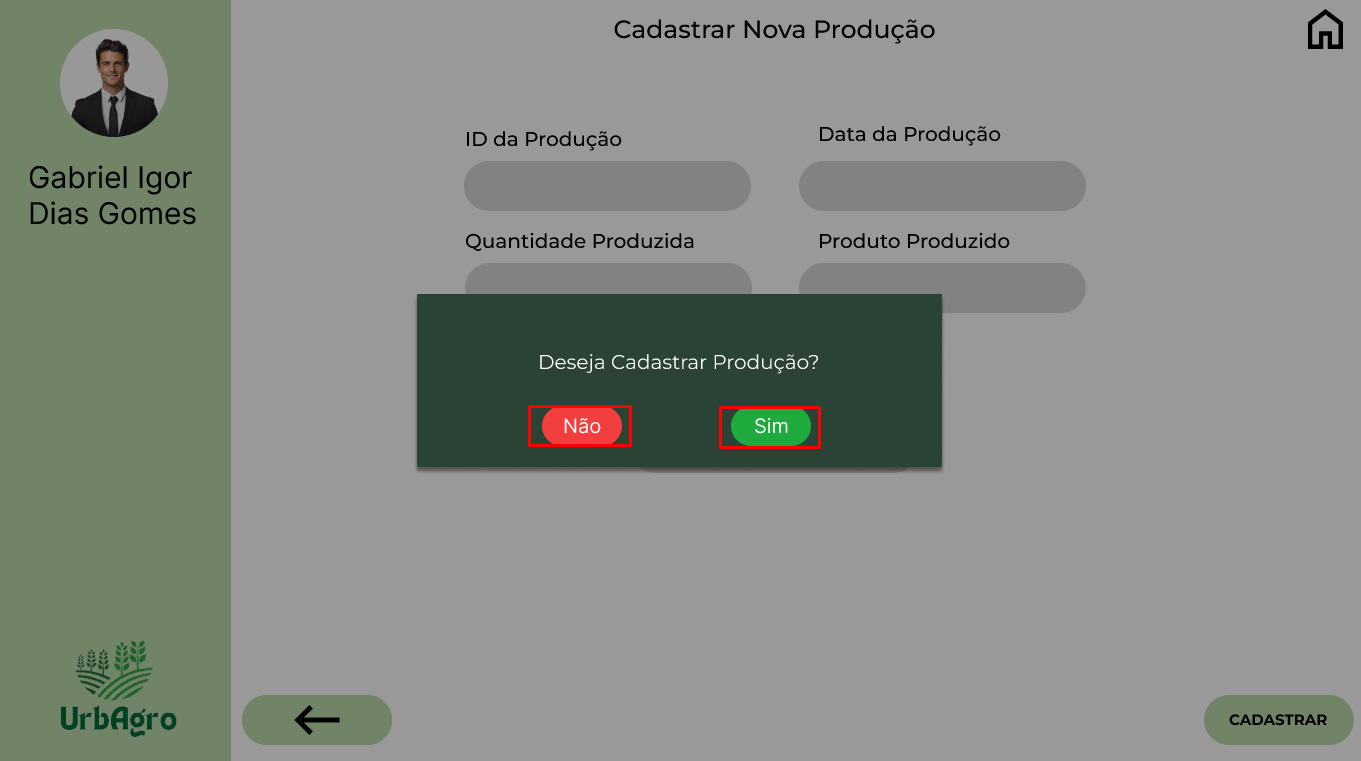 Cadastrar Nova Produção
Gabriel Igor
Dias Gomes
ID da Produção
Data da Produção
Quantidade Produzida
Produto Produzido
Deseja Cadastrar Produção?
Não
Sim
UrbAgro
CADASTRAR